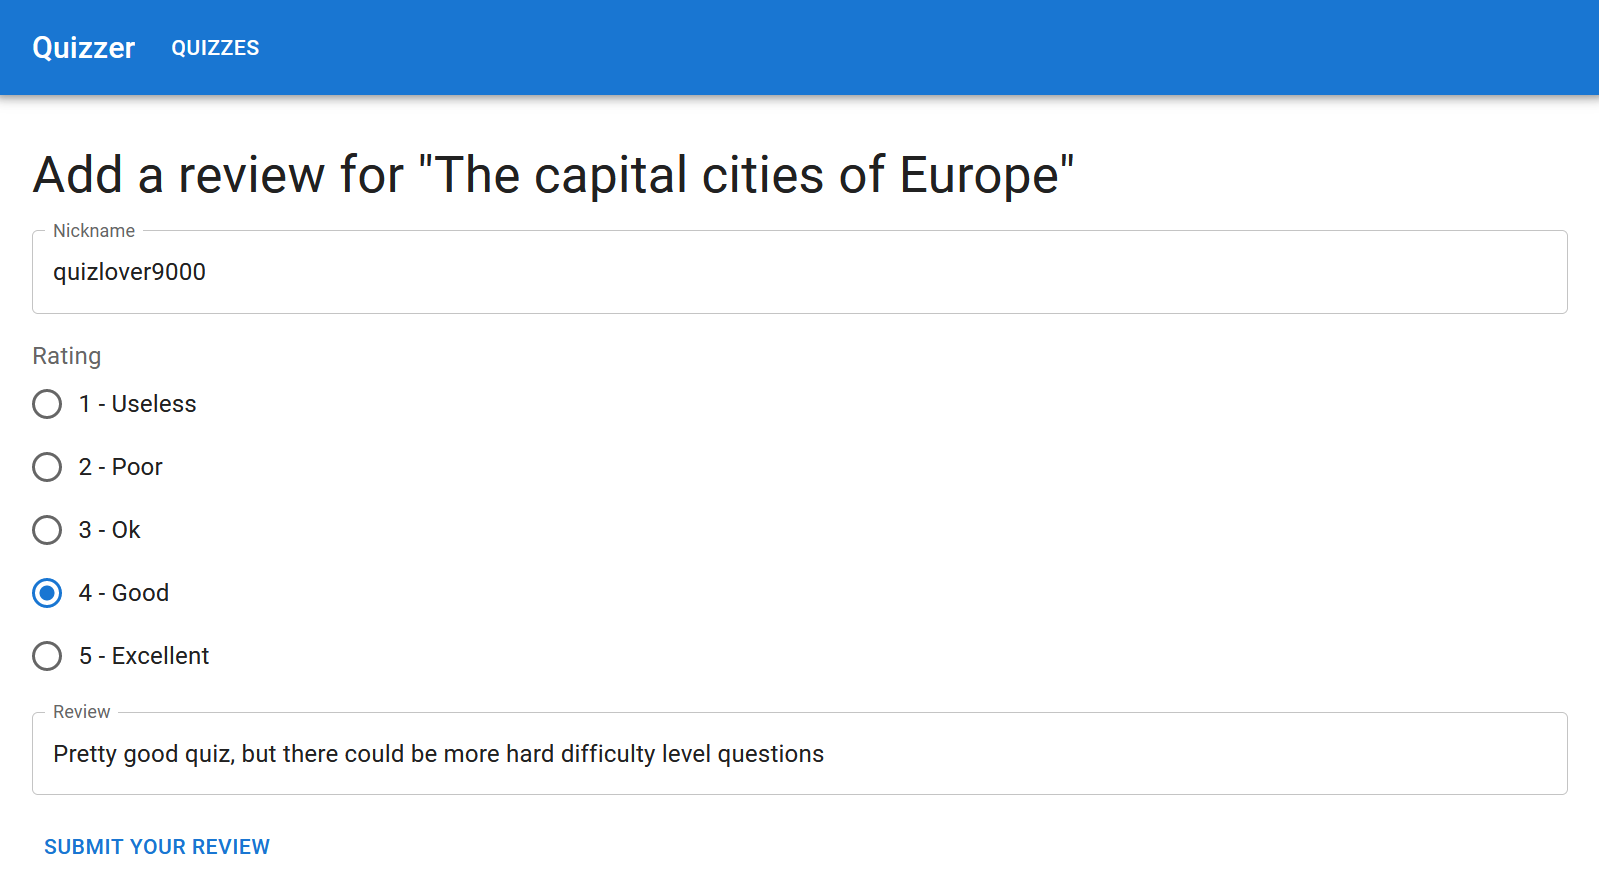 Quizzer QUIZZES
Add a review for "The capital cities of Europe"
Nickname
quizlover9000
Rating
1 - Useless
2 - Poor
3 - Ok
4 - Good
5 - Excellent
Review
Pretty good quiz, but there could be more hard difficulty level questions
SUBMIT YOUR REVIEW